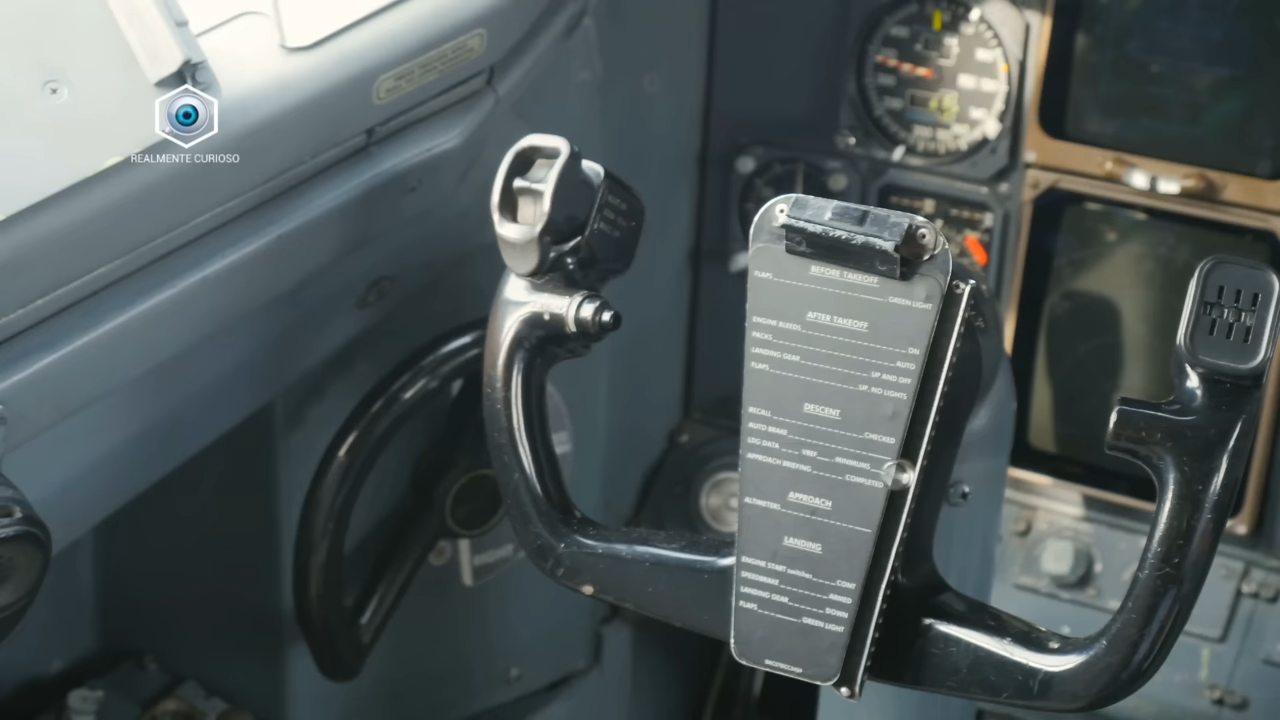 REALMENTE CURIOSO
BEFORE TAKEOFF
FLAPS GREEN LIGHT
AFTER TAKEOFF
ENGINE BLEEDS ON
PACKS AUTO
LANDING GEAR UP AND OFF
FLAPS UP, NO LIGHTS
DESCENT
RECALL CHECKED
AUTO BRAKE
LDG DATA VREF MINIMUMS
APPROACH BRIEFING COMPLETED
APPROACH
ALTIMETERS
LANDING
ENGINE START switches CONT
SPEEDBRAKE ARMED
LANDING GEAR DOWN
FLAPS GREEN LIGHT